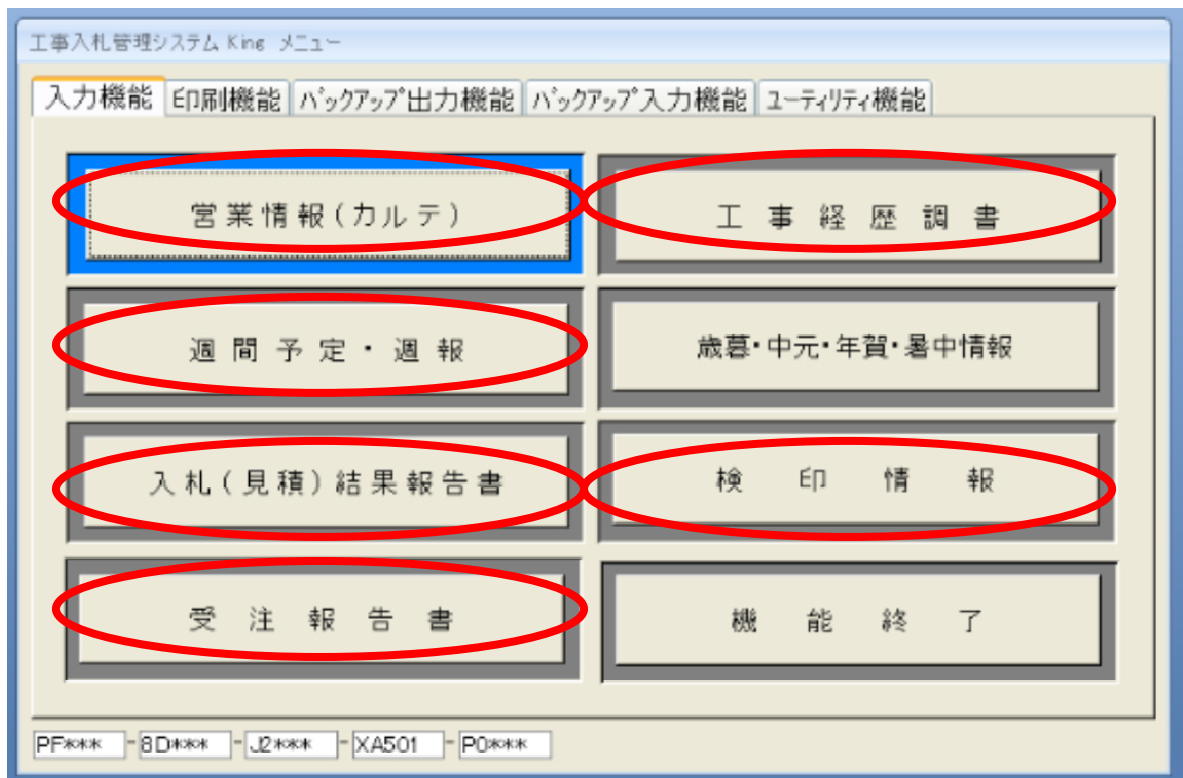 工事入札管理システム King メニュー
入力機能 印刷機能 バックアップ出力機能 バックアップ入力機能 ユーティリティ機能
営業情報(カルテ) 工事経歴調書
週間予定・週報 歳暮・中元・年賀・暑中情報
入札(見積)結果報告書 検印情報
受注報告書 機能終了
PF*** - 8D*** - J2*** - XA501 - P0***